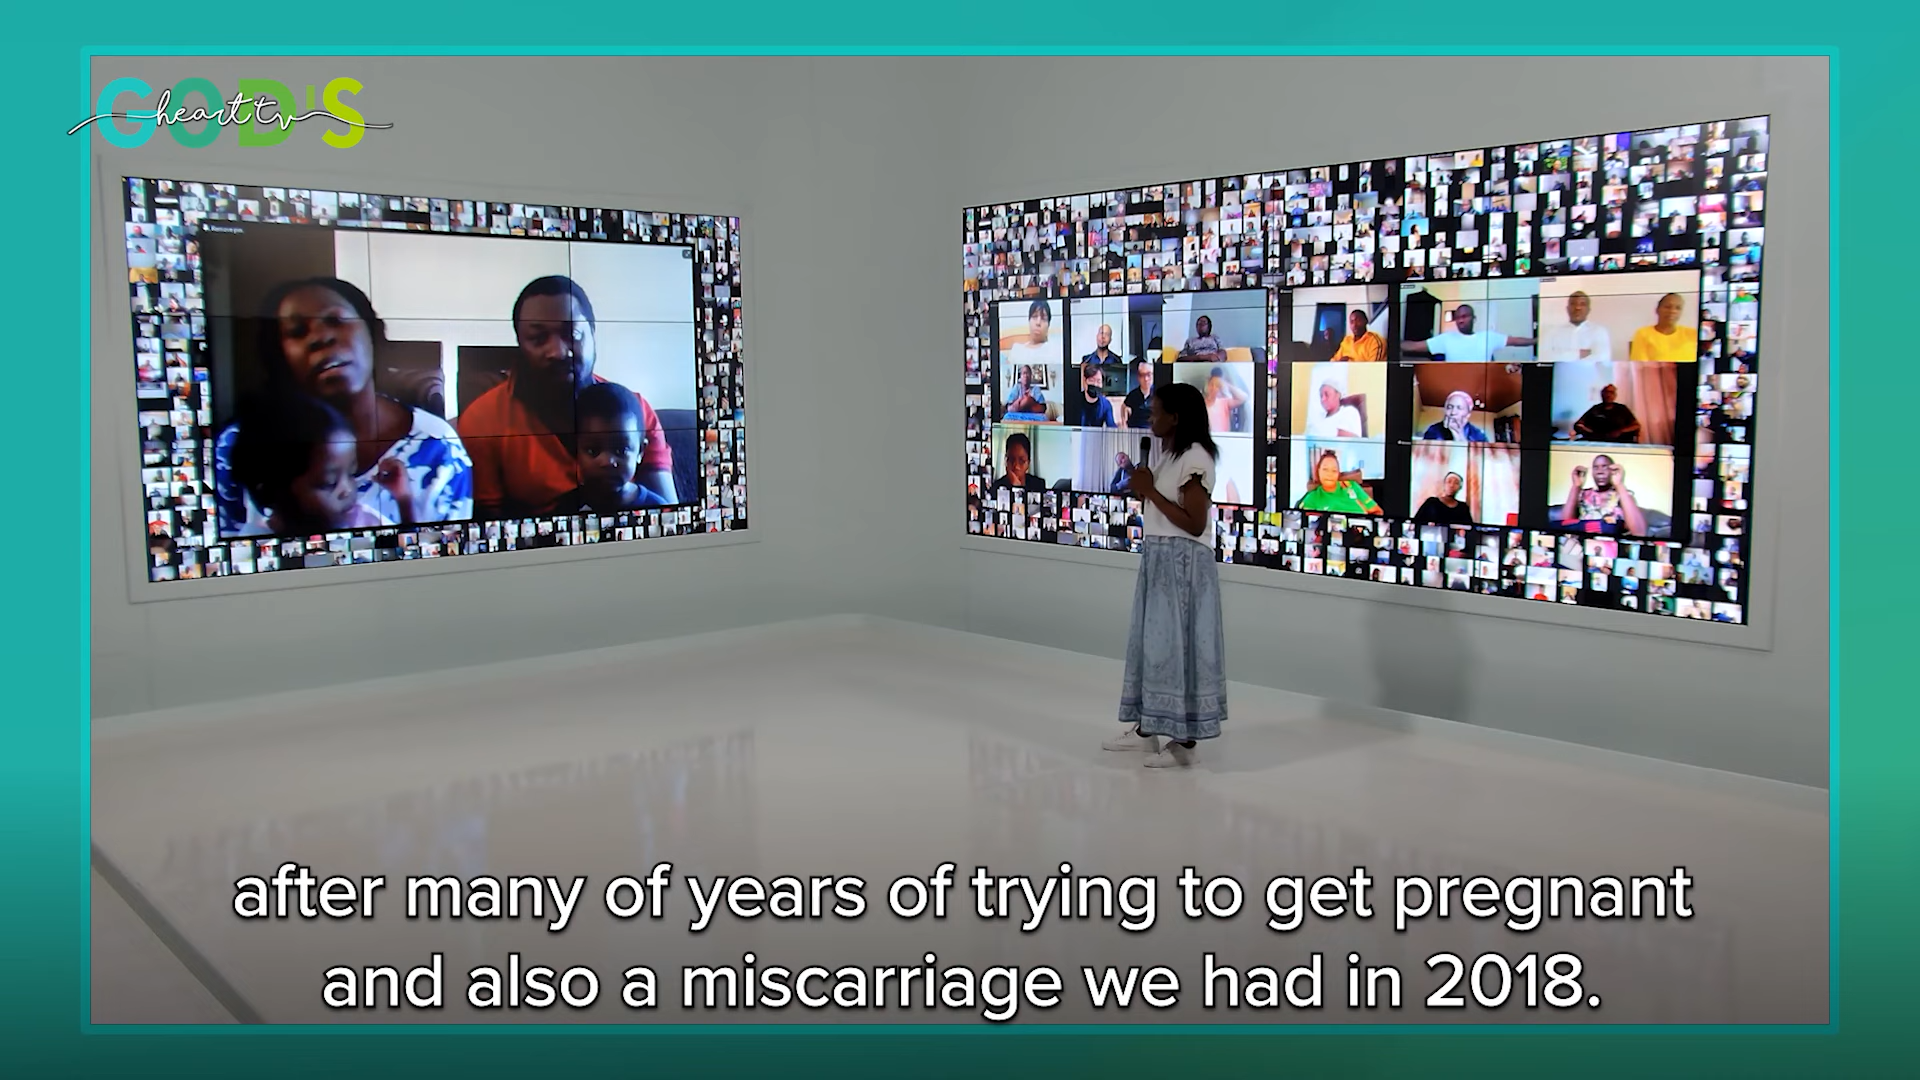 GOD'S
heart tv
after many of years of trying to get pregnant
and also a miscarriage we had in 2018.